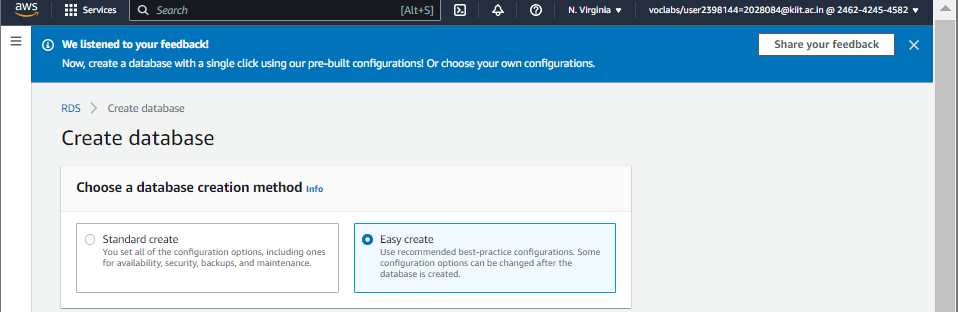 aws
Services
Search
[Alt+S]
N. Virginia
voclabs/user2398144=2028084@kiit.ac.in @ 2462-4245-4582
We listened to your feedback!
Now, create a database with a single click using our pre-built configurations! Or choose your own configurations.
Share your feedback
RDS > Create database
Create database
Choose a database creation method Info
Standard create
You set all of the configuration options, including ones
for availability, security, backups, and maintenance.
Easy create
Use recommended best-practice configurations. Some
configuration options can be changed after the
database is created.